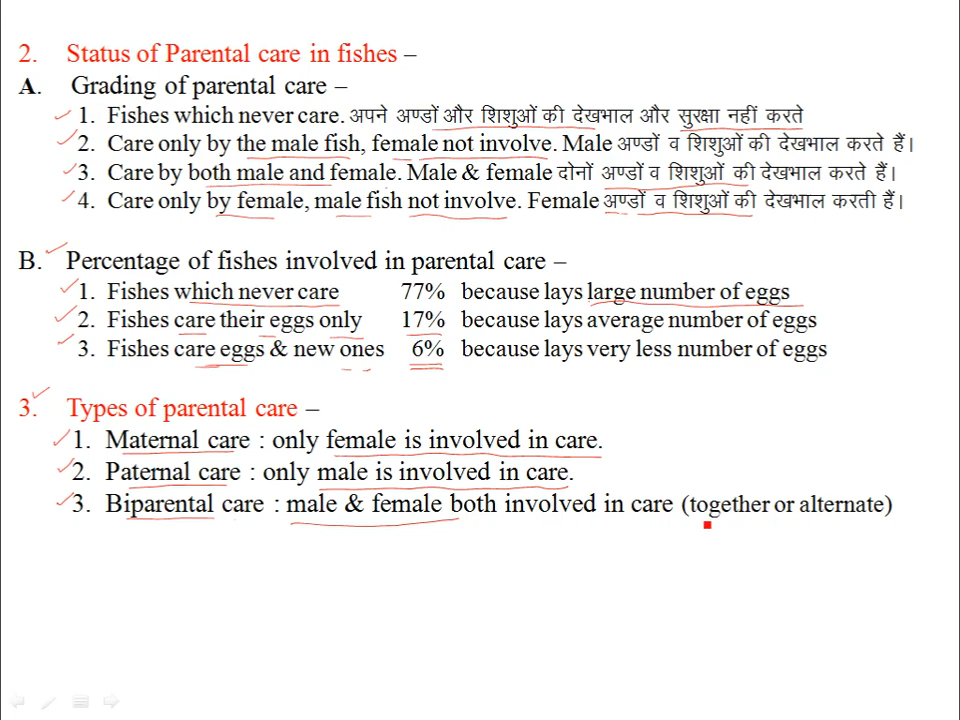 2. Status of Parental care in fishes –
A. Grading of parental care –
1. Fishes which never care. अपने अण्डों और शिशुओं की देखभाल और सुरक्षा नहीं करते
2. Care only by the male fish, female not involve. Male अण्डों व शिशुओं की देखभाल करते हैं।
3. Care by both male and female. Male & female दोनों अण्डों व शिशुओं की देखभाल करते हैं।
4. Care only by female, male fish not involve. Female अण्डों व शिशुओं की देखभाल करती हैं।
B. Percentage of fishes involved in parental care –
1. Fishes which never care 77% because lays large number of eggs
2. Fishes care their eggs only 17% because lays average number of eggs
3. Fishes care eggs & new ones 6% because lays very less number of eggs
3. Types of parental care –
1. Maternal care : only female is involved in care.
2. Paternal care : only male is involved in care.
3. Biparental care : male & female both involved in care (together or alternate)